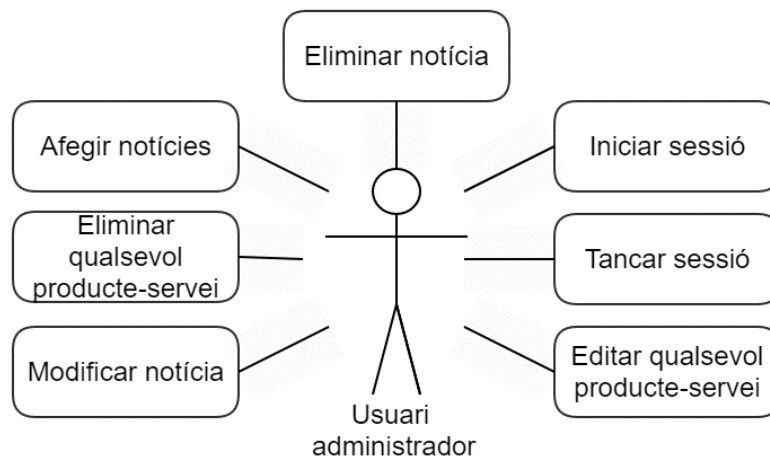 Eliminar notícia
Afegir notícies
Iniciar sessió
Eliminar
qualsevol
producte-servei
Tancar sessió
Modificar notícia
Editar qualsevol
producte-servei
Usuari
administrador